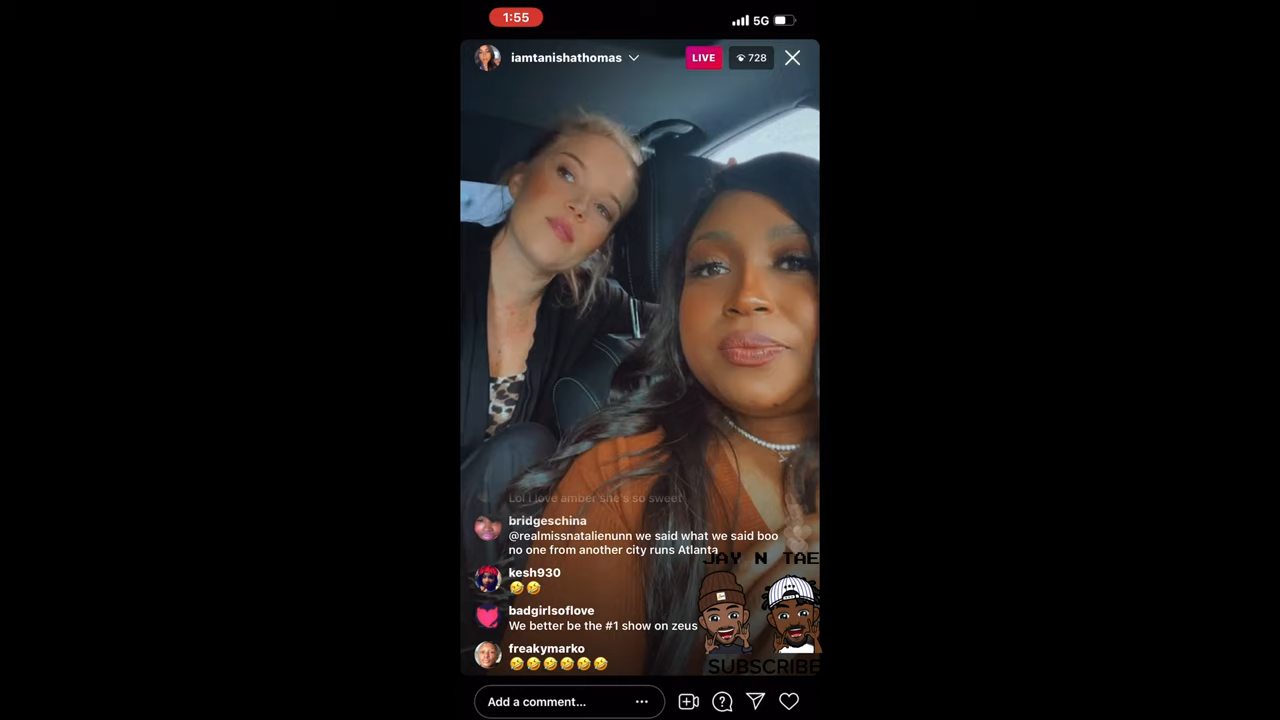 1:55
5G
iamtanishathomas
LIVE
728
Lol i love amber she's so sweet
bridgeschina
@realmissnatalienunn we said what we said boo
no one from another city runs Atlanta
JAY N TAE
kesh930
🤣🤣
badgirlsoflove
We better be the #1 show on zeus
freakymarko
🤣🤣🤣🤣🤣🤣
SUBSCRIBE
Add a comment...